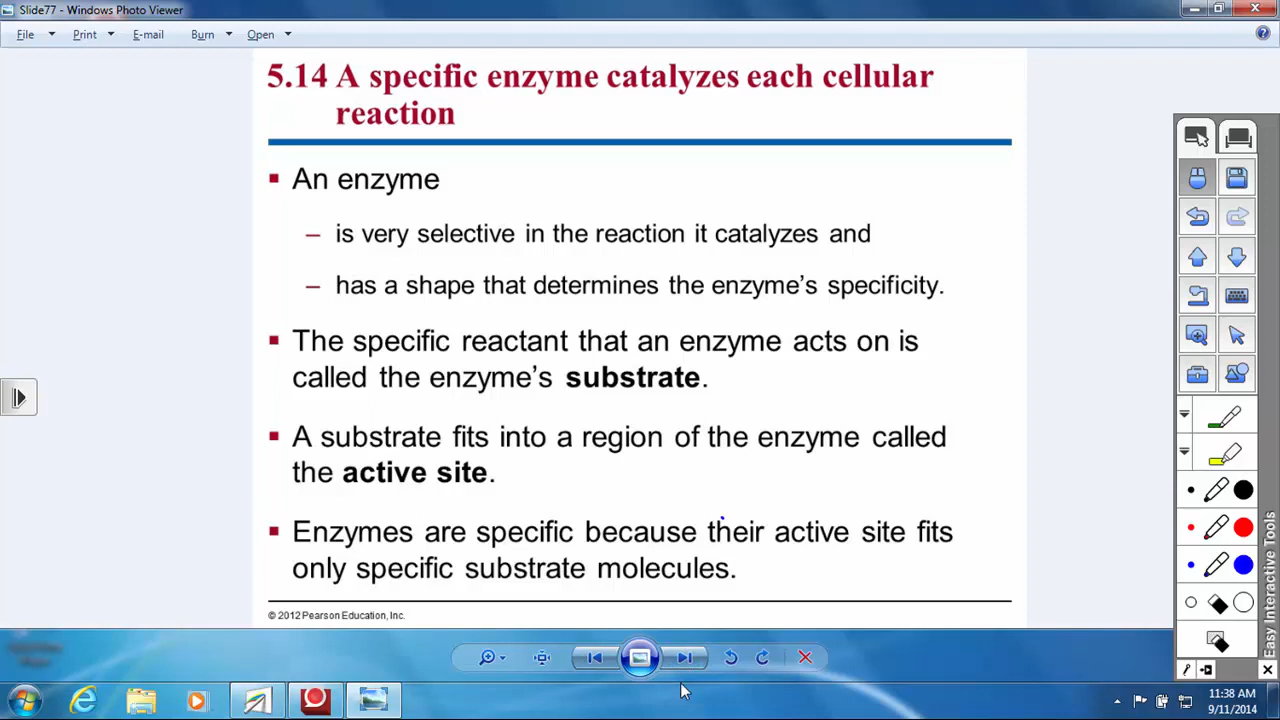 Slide77 - Windows Photo Viewer
File Print E-mail Burn Open
5.14 A specific enzyme catalyzes each cellular
reaction
▪ An enzyme
– is very selective in the reaction it catalyzes and
– has a shape that determines the enzyme’s specificity.
▪ The specific reactant that an enzyme acts on is
called the enzyme’s substrate.
▪ A substrate fits into a region of the enzyme called
the active site.
▪ Enzymes are specific because their active site fits
only specific substrate molecules.
© 2012 Pearson Education, Inc.
Easy Interactive Tools
11:38 AM
9/11/2014